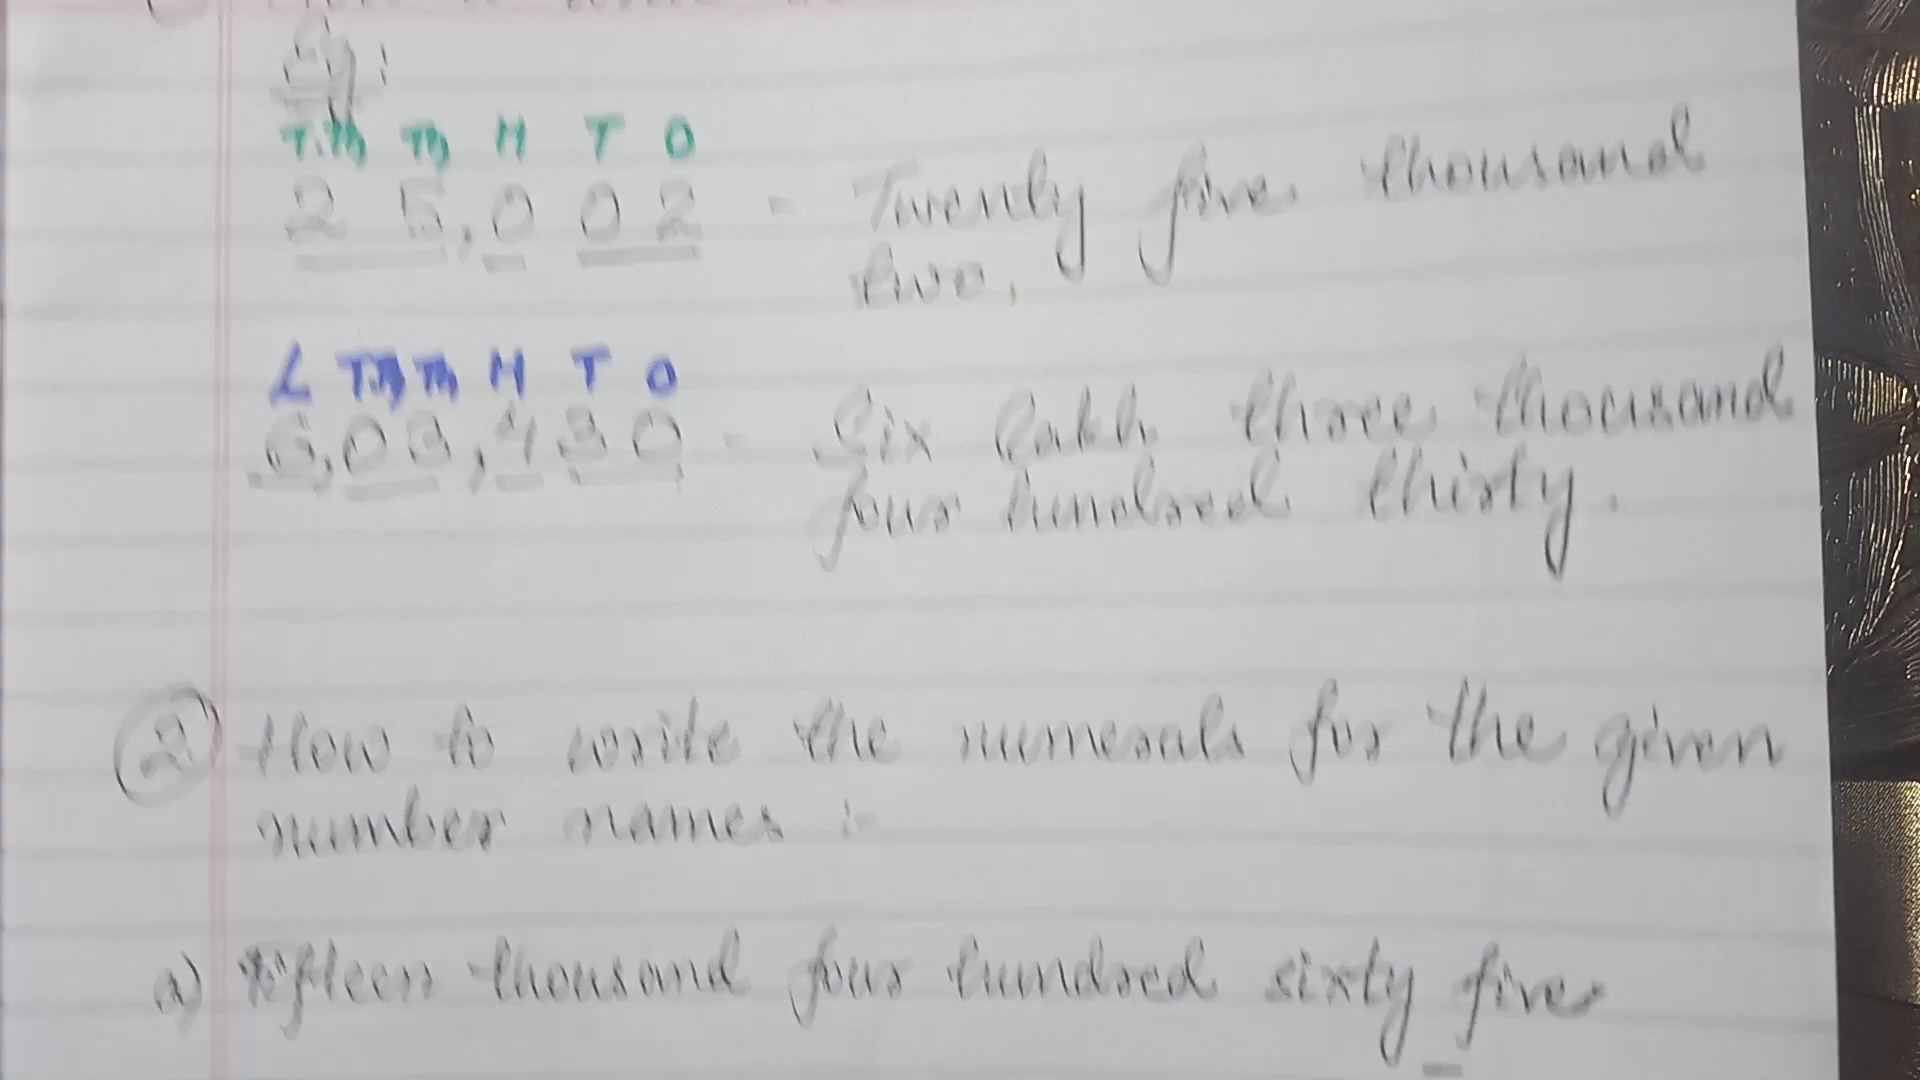 Eg:
T.Th Th H T O
2 5,0 0 2 - Twenty five thousand
two.
L T.Th Th H T O
6,03,430 - Six lakh three thousand
four hundred thirty.
2 How to write the numerals for the given
number names :-
a) Fifteen thousand four hundred sixty five